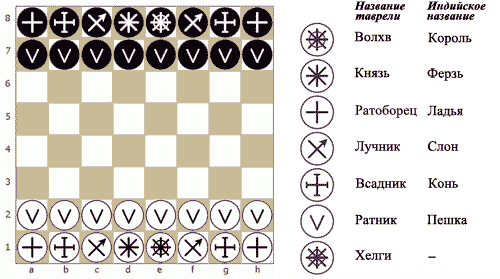 Название таврели Индийское название
8
7
6
5
4
3
2
1
a b c d e f g h
Волхв Король
Князь Ферзь
Ратоборец Ладья
Лучник Слон
Всадник Конь
Ратник Пешка
Хелги –